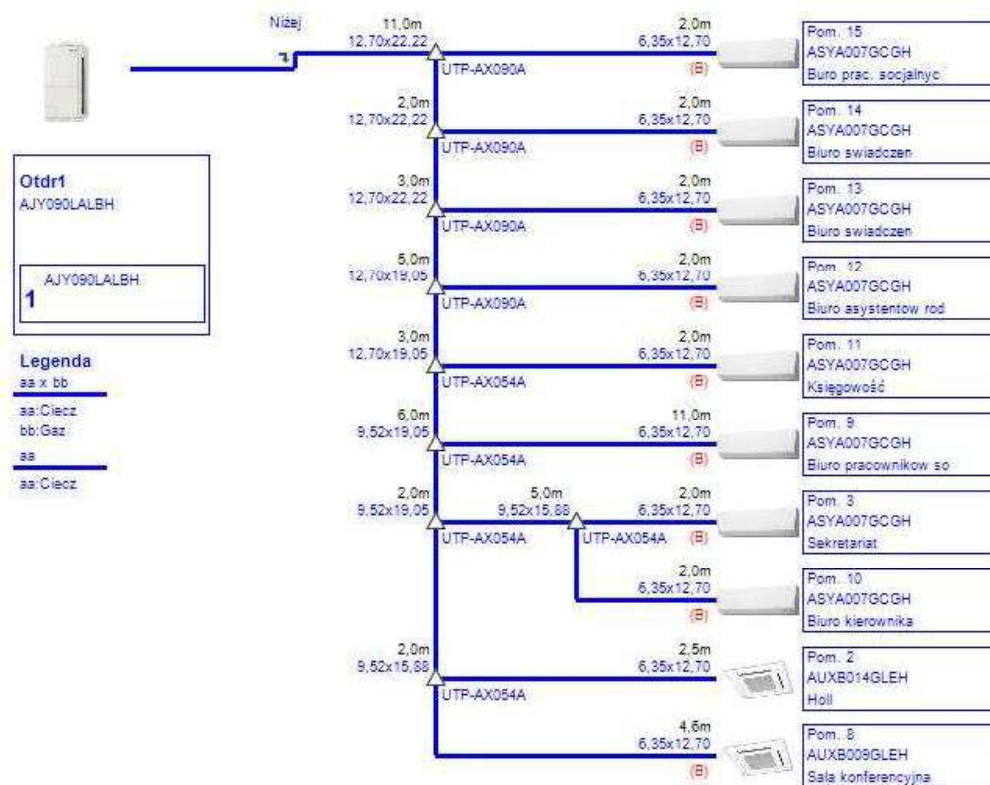 Niżej
11,0m
12,70x22,22
UTP-AX090A
2,0m
6,35x12,70
(B)
Pom. 15
ASYA007GCGH
Buro prac. socjalnyc
2,0m
12,70x22,22
UTP-AX090A
2,0m
6,35x12,70
(B)
Pom. 14
ASYA007GCGH
Biuro swiadczen
3,0m
12,70x22,22
UTP-AX090A
2,0m
6,35x12,70
(B)
Pom. 13
ASYA007GCGH
Biuro swiadczen
5,0m
12,70x19,05
UTP-AX090A
2,0m
6,35x12,70
(B)
Pom. 12
ASYA007GCGH
Biuro asystentow rod
3,0m
12,70x19,05
UTP-AX054A
2,0m
6,35x12,70
(B)
Pom. 11
ASYA007GCGH
Księgowość
6,0m
9,52x19,05
UTP-AX054A
11,0m
6,35x12,70
(B)
Pom. 9
ASYA007GCGH
Biuro pracownikow so
2,0m
9,52x19,05
UTP-AX054A
5,0m
9,52x15,88
UTP-AX054A
2,0m
6,35x12,70
(B)
Pom. 3
ASYA007GCGH
Sekretariat
2,0m
6,35x12,70
(B)
Pom. 10
ASYA007GCGH
Biuro kierownika
2,0m
9,52x15,88
UTP-AX054A
2,5m
6,35x12,70
Pom. 2
AUXB014GLEH
Holl
4,6m
6,35x12,70
(B)
Pom. 8
AUXB009GLEH
Sala konferencyjna
Otdr1
AJY090LALBH
AJY090LALBH
1
Legenda
aa x bb
aa:Ciecz
bb:Gaz
aa
aa:Ciecz